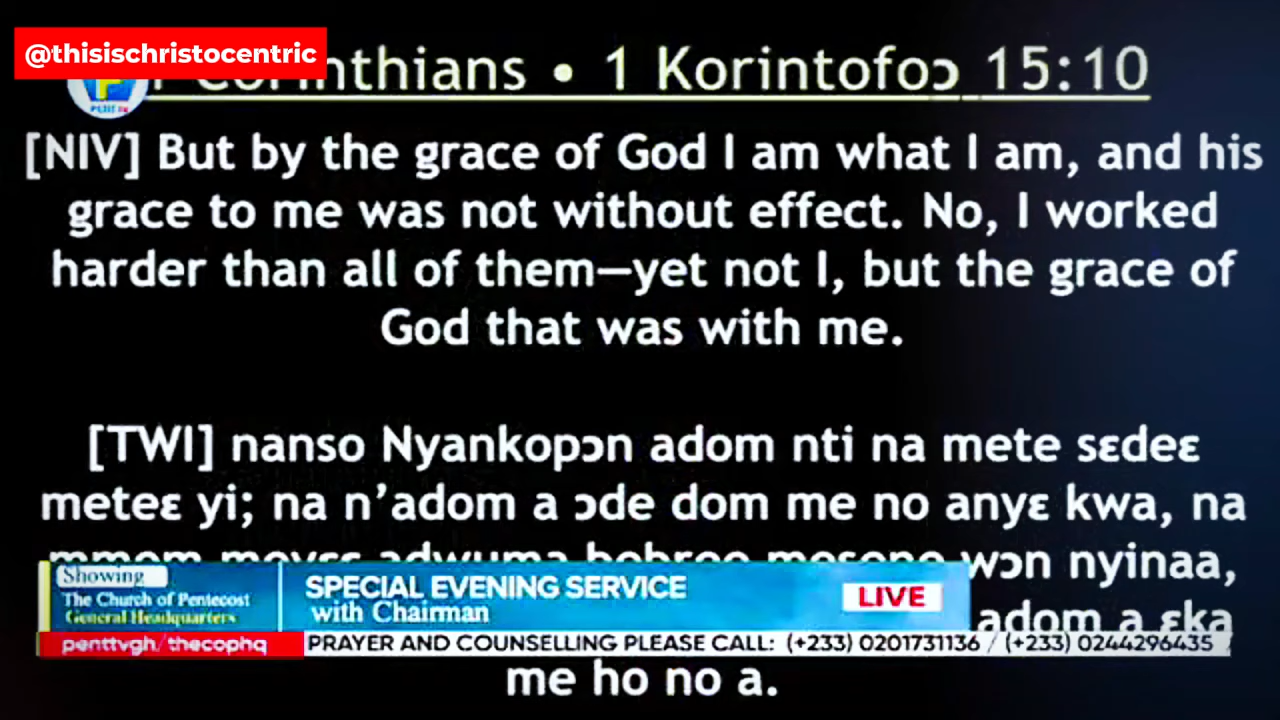 @thisischristocentric
Corinthians • 1 Korintofoɔ 15:10
[NIV] But by the grace of God I am what I am, and his
grace to me was not without effect. No, I worked
harder than all of them—yet not I, but the grace of
God that was with me.
[TWI] nanso Nyankopɔn adom nti na mete sɛdeɛ
meteɛ yi; na n’adom a ɔde dom me no anyɛ kwa, na
wɔn nyinaa,
adom a ɛka
me ho no a.
Showing
The Church of Pentecost
General Headquarters
SPECIAL EVENING SERVICE
with Chairman
LIVE
penttvgh/thecophq
PRAYER AND COUNSELLING PLEASE CALL: (+233) 0201731136 / (+233) 0244296435